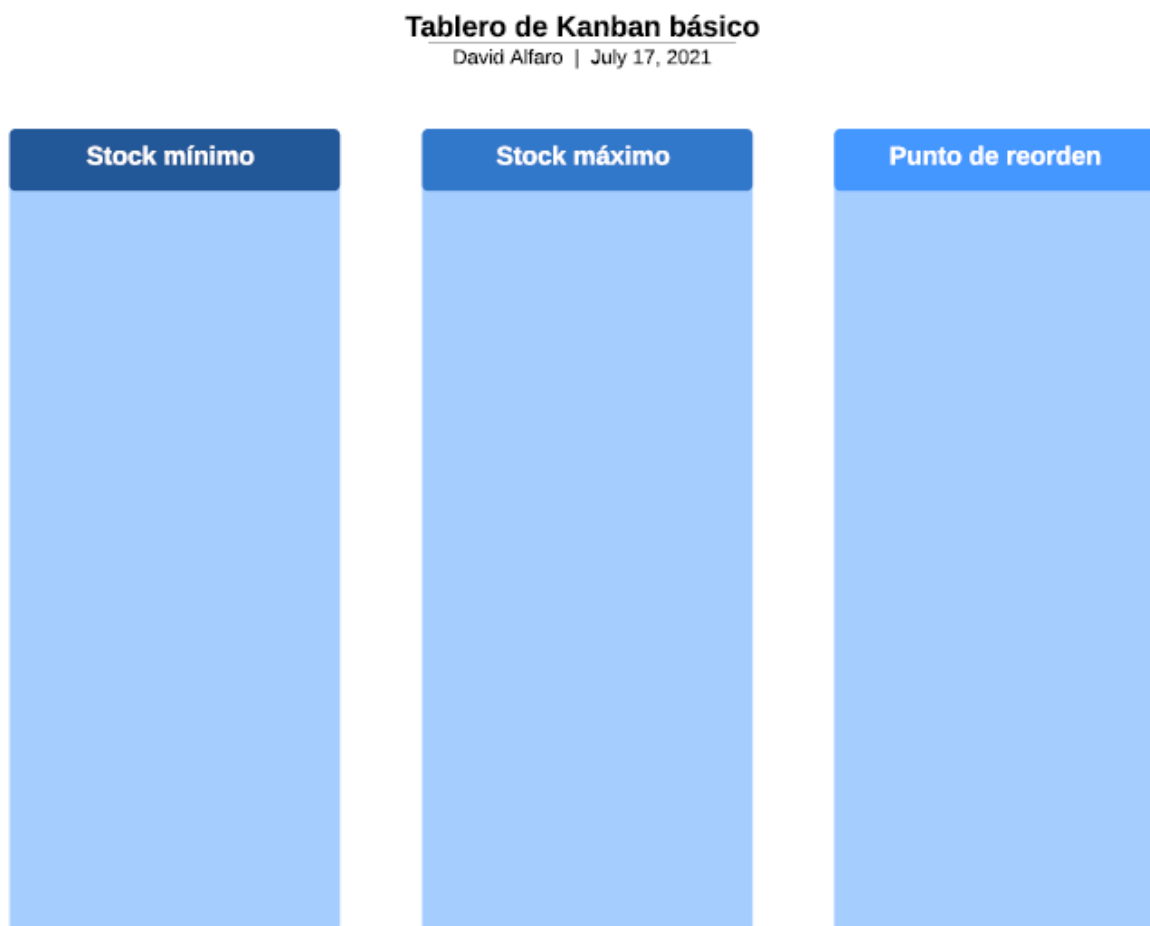 Tablero de Kanban básico
David Alfaro | July 17, 2021
Stock mínimo
Stock máximo
Punto de reorden